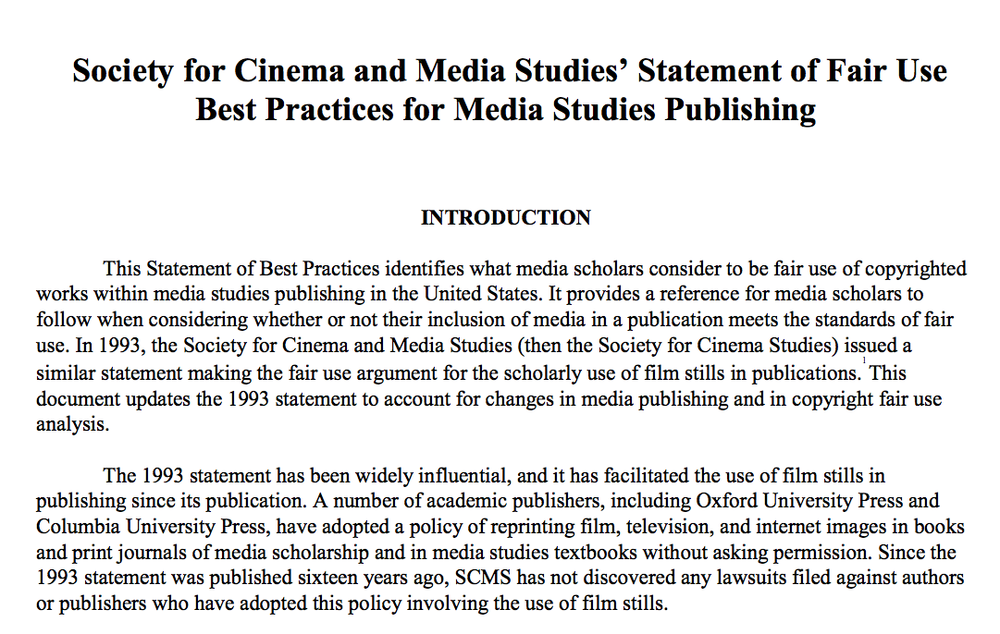 Society for Cinema and Media Studies’ Statement of Fair Use
Best Practices for Media Studies Publishing
INTRODUCTION
This Statement of Best Practices identifies what media scholars consider to be fair use of copyrighted
works within media studies publishing in the United States. It provides a reference for media scholars to
follow when considering whether or not their inclusion of media in a publication meets the standards of fair
use. In 1993, the Society for Cinema and Media Studies (then the Society for Cinema Studies) issued a
similar statement making the fair use argument for the scholarly use of film stills in publications.1 This
document updates the 1993 statement to account for changes in media publishing and in copyright fair use
analysis.
The 1993 statement has been widely influential, and it has facilitated the use of film stills in
publishing since its publication. A number of academic publishers, including Oxford University Press and
Columbia University Press, have adopted a policy of reprinting film, television, and internet images in books
and print journals of media scholarship and in media studies textbooks without asking permission. Since the
1993 statement was published sixteen years ago, SCMS has not discovered any lawsuits filed against authors
or publishers who have adopted this policy involving the use of film stills.